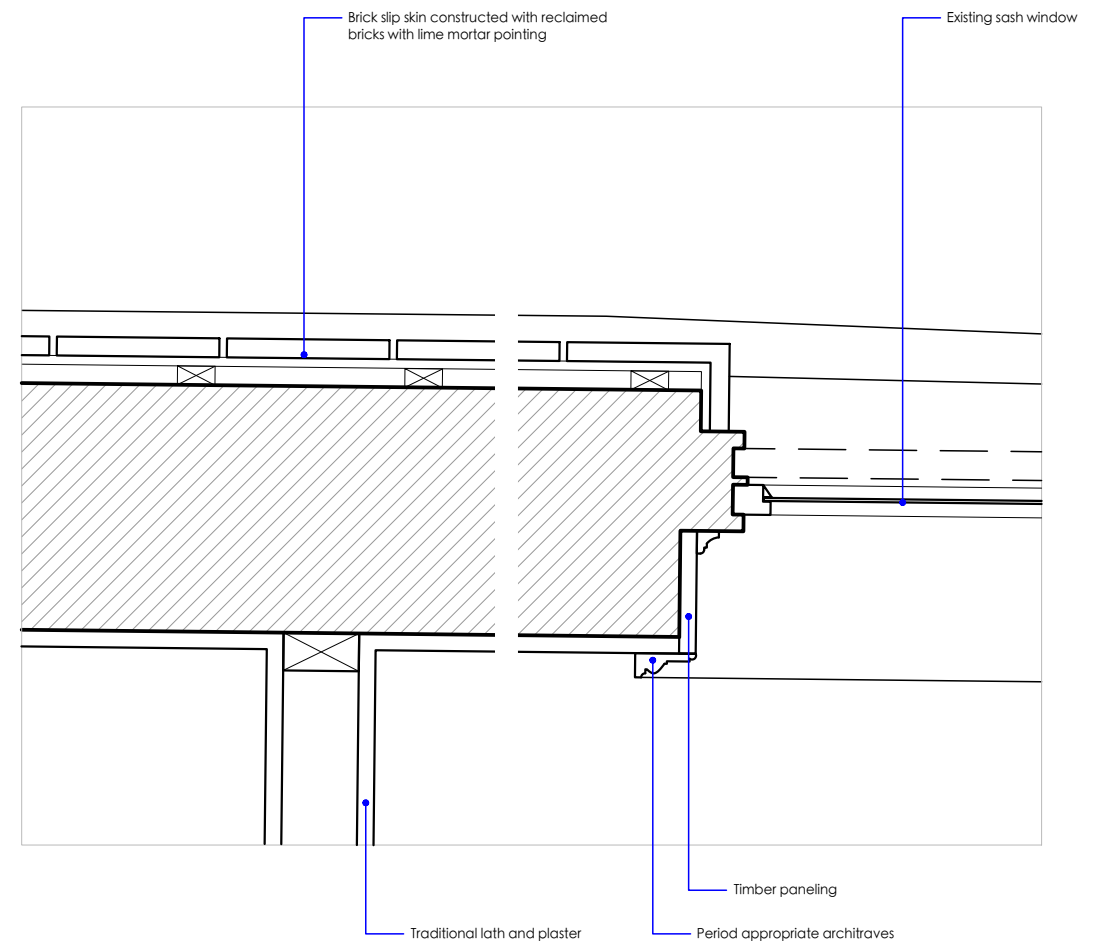 Brick slip skin constructed with reclaimed
bricks with lime mortar pointing
Existing sash window
Timber paneling
Traditional lath and plaster
Period appropriate architraves